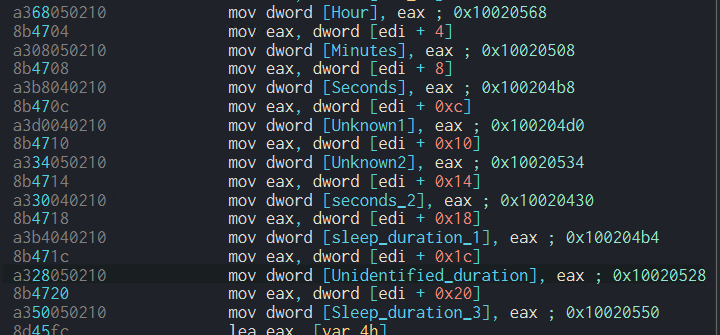 a368050210 mov dword [Hour], eax ; 0x10020568
8b4704 mov eax, dword [edi + 4]
a308050210 mov dword [Minutes], eax ; 0x10020508
8b4708 mov eax, dword [edi + 8]
a3b8040210 mov dword [Seconds], eax ; 0x100204b8
8b470c mov eax, dword [edi + 0xc]
a3d0040210 mov dword [Unknown1], eax ; 0x100204d0
8b4710 mov eax, dword [edi + 0x10]
a334050210 mov dword [Unknown2], eax ; 0x10020534
8b4714 mov eax, dword [edi + 0x14]
a330040210 mov dword [seconds_2], eax ; 0x10020430
8b4718 mov eax, dword [edi + 0x18]
a3b4040210 mov dword [sleep_duration_1], eax ; 0x100204b4
8b471c mov eax, dword [edi + 0x1c]
a328050210 mov dword [Unidentified_duration], eax ; 0x10020528
8b4720 mov eax, dword [edi + 0x20]
a350050210 mov dword [Sleep_duration_3], eax ; 0x10020550
8d45fc lea eax, [var_4h]